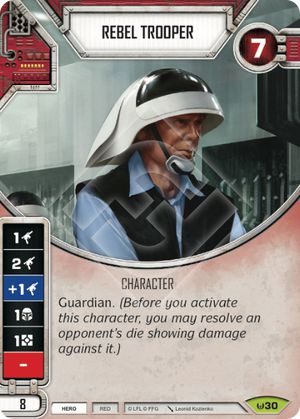 REBEL TROOPER
7
1
2
+1
1
1
-
CHARACTER
Guardian. (Before you activate
this character, you may resolve an
opponent's die showing damage
against it.)
8
HERO
RED
© LFL © FFG
Leonid Kozienko
30